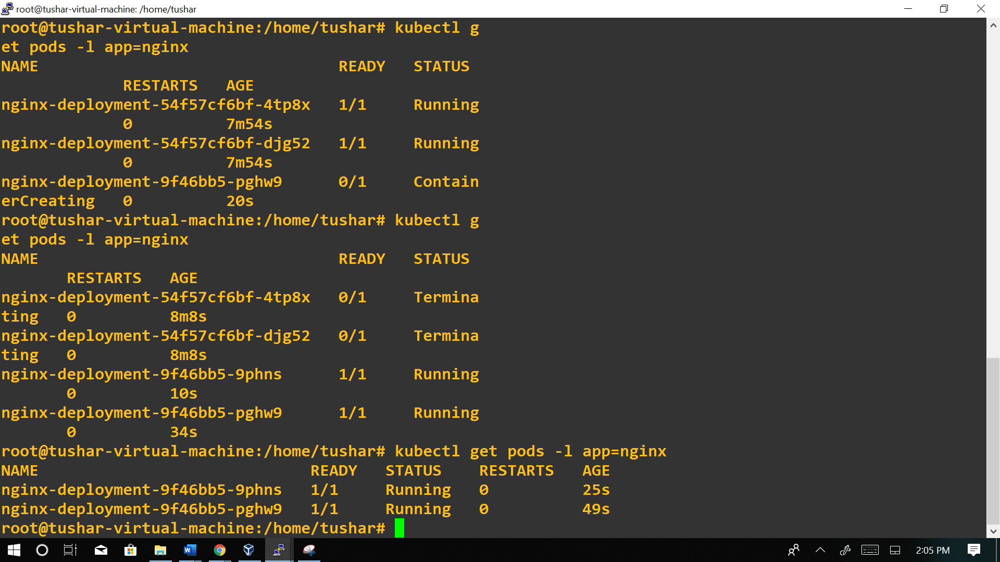 root@tushar-virtual-machine: /home/tushar
root@tushar-virtual-machine:/home/tushar# kubectl g
et pods -l app=nginx
NAME                                READY   STATUS
             RESTARTS   AGE
nginx-deployment-54f57cf6bf-4tp8x   1/1     Running
             0          7m54s
nginx-deployment-54f57cf6bf-djg52   1/1     Running
             0          7m54s
nginx-deployment-9f46bb5-pghw9      0/1     Contain
erCreating   0          20s
root@tushar-virtual-machine:/home/tushar# kubectl g
et pods -l app=nginx
NAME                                READY   STATUS
       RESTARTS   AGE
nginx-deployment-54f57cf6bf-4tp8x   0/1     Termina
ting   0          8m8s
nginx-deployment-54f57cf6bf-djg52   0/1     Termina
ting   0          8m8s
nginx-deployment-9f46bb5-9phns      1/1     Running
       0          10s
nginx-deployment-9f46bb5-pghw9      1/1     Running
       0          34s
root@tushar-virtual-machine:/home/tushar# kubectl get pods -l app=nginx
NAME                             READY   STATUS    RESTARTS   AGE
nginx-deployment-9f46bb5-9phns   1/1     Running   0          25s
nginx-deployment-9f46bb5-pghw9   1/1     Running   0          49s
root@tushar-virtual-machine:/home/tushar#
2:05 PM